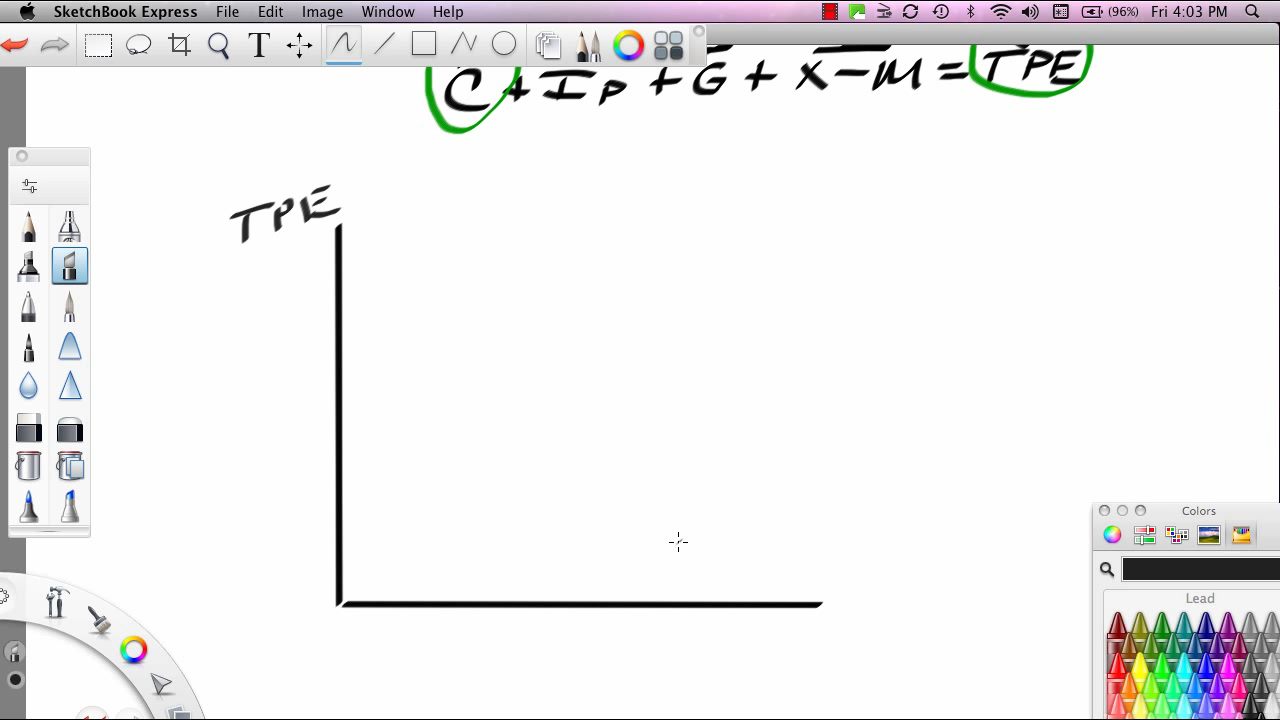 SketchBook Express File Edit Image Window Help (96%) Fri 4:03 PM
T
C + Ip + G + X - M = TPE
TPE
Colors
Lead